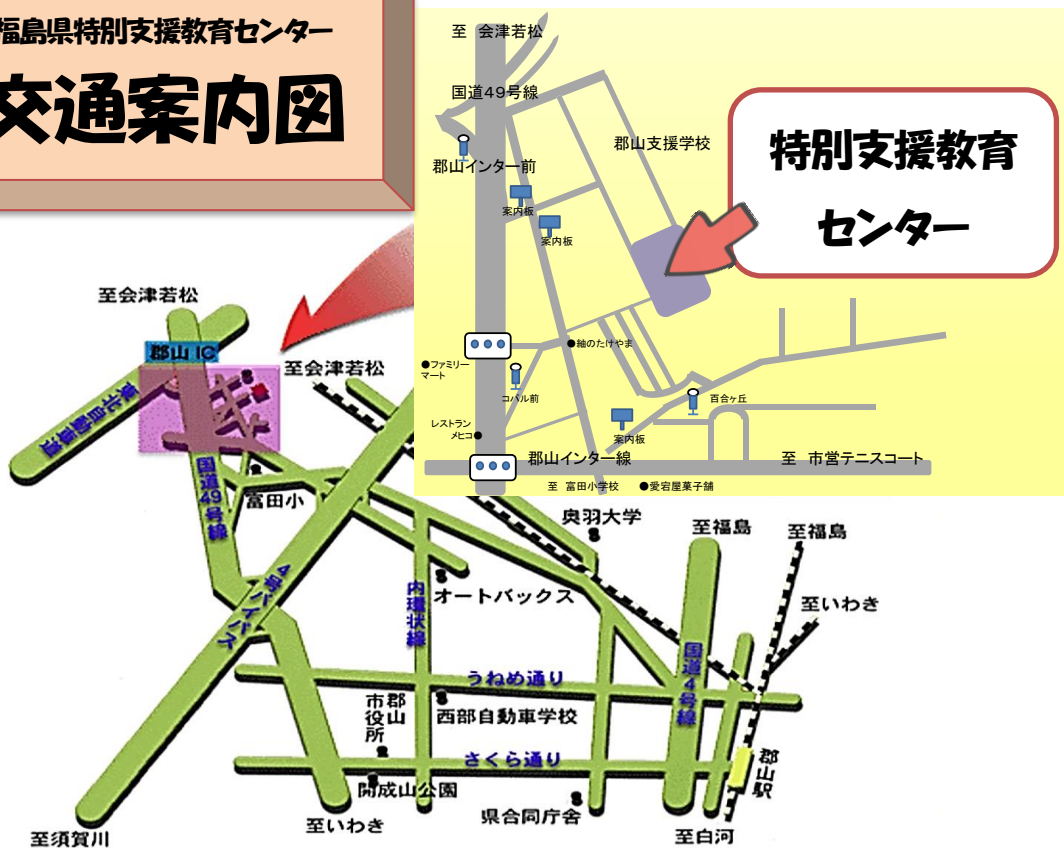 福島県特別支援教育センター
交通案内図
至 会津若松
国道49号線
郡山支援学校
郡山インター前
案内板
案内板
特別支援教育
センター
●紬のたけやま
●ファミリー
マート
コパル前
百合ヶ丘
レストラン
メヒコ●
案内板
郡山インター線
至 市営テニスコート
至 富田小学校
●愛宕屋菓子舗
至会津若松
郡山 IC
至会津若松
東北自動車道
国道49号線
富田小
奥羽大学
至福島
至福島
4号バイパス
内環状線
オートバックス
至いわき
うねめ通り
国道4号線
郡山
市役所
西部自動車学校
さくら通り
郡山駅
開成山公園
県合同庁舎
至須賀川
至いわき
至白河